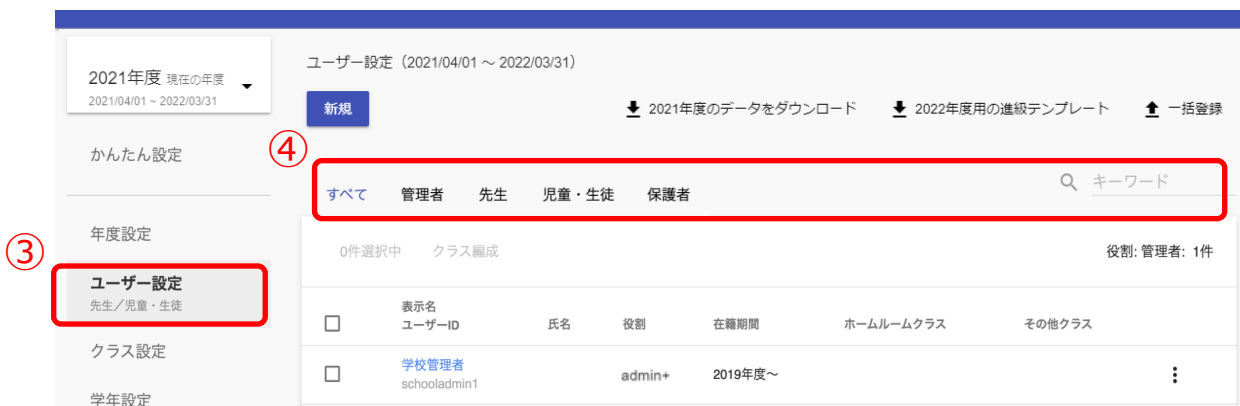 2021年度 現在の年度
2021/04/01 ~ 2022/03/31
かんたん設定
年度設定
③
ユーザー設定
先生／児童・生徒
クラス設定
学年設定
ユーザー設定（2021/04/01 ～ 2022/03/31）
新規
2021年度のデータをダウンロード
2022年度用の進級テンプレート
一括登録
④
すべて 管理者 先生 児童・生徒 保護者
キーワード
0件選択中 クラス編成
役割: 管理者: 1件
表示名
ユーザーID 氏名 役割 在籍期間 ホームルームクラス その他クラス
学校管理者
schooladmin1 admin+ 2019年度～